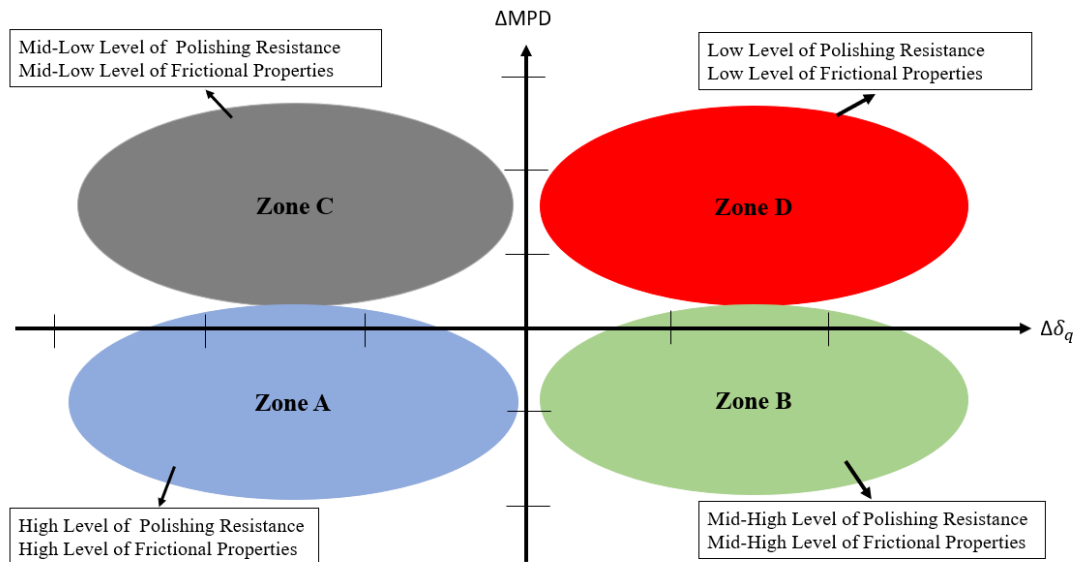 ΔMPD
Mid-Low Level of Polishing Resistance
Mid-Low Level of Frictional Properties
Low Level of Polishing Resistance
Low Level of Frictional Properties
Zone C
Zone D
Δδq
Zone A
Zone B
High Level of Polishing Resistance
High Level of Frictional Properties
Mid-High Level of Polishing Resistance
Mid-High Level of Frictional Properties